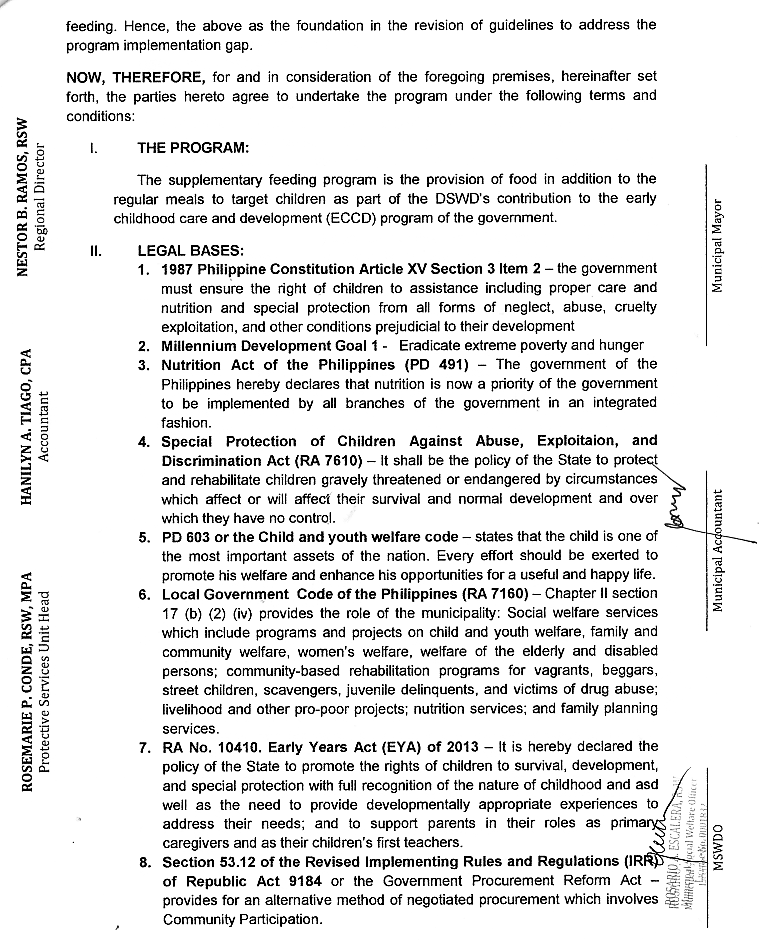 feeding. Hence, the above as the foundation in the revision of guidelines to address the
program implementation gap.
NOW, THEREFORE, for and in consideration of the foregoing premises, hereinafter set
forth, the parties hereto agree to undertake the program under the following terms and
conditions:
I. THE PROGRAM:
The supplementary feeding program is the provision of food in addition to the
regular meals to target children as part of the DSWD's contribution to the early
childhood care and development (ECCD) program of the government.
II. LEGAL BASES:
1. 1987 Philippine Constitution Article XV Section 3 Item 2 – the government
must ensure the right of children to assistance including proper care and
nutrition and special protection from all forms of neglect, abuse, cruelty
exploitation, and other conditions prejudicial to their development
2. Millennium Development Goal 1 - Eradicate extreme poverty and hunger
3. Nutrition Act of the Philippines (PD 491) – The government of the
Philippines hereby declares that nutrition is now a priority of the government
to be implemented by all branches of the government in an integrated
fashion.
4. Special Protection of Children Against Abuse, Exploitaion, and
Discrimination Act (RA 7610) – It shall be the policy of the State to protect
and rehabilitate children gravely threatened or endangered by circumstances
which affect or will affect their survival and normal development and over
which they have no control.
5. PD 603 or the Child and youth welfare code – states that the child is one of
the most important assets of the nation. Every effort should be exerted to
promote his welfare and enhance his opportunities for a useful and happy life.
6. Local Government Code of the Philippines (RA 7160) – Chapter II section
17 (b) (2) (iv) provides the role of the municipality: Social welfare services
which include programs and projects on child and youth welfare, family and
community welfare, women's welfare, welfare of the elderly and disabled
persons; community-based rehabilitation programs for vagrants, beggars,
street children, scavengers, juvenile delinquents, and victims of drug abuse;
livelihood and other pro-poor projects; nutrition services; and family planning
services.
7. RA No. 10410. Early Years Act (EYA) of 2013 – It is hereby declared the
policy of the State to promote the rights of children to survival, development,
and special protection with full recognition of the nature of childhood and asd
well as the need to provide developmentally appropriate experiences to
address their needs; and to support parents in their roles as primary
caregivers and as their children's first teachers.
8. Section 53.12 of the Revised Implementing Rules and Regulations (IRR)
of Republic Act 9184 or the Government Procurement Reform Act –
provides for an alternative method of negotiated procurement which involves
Community Participation.
NESTOR B. RAMOS, RSW
Regional Director
HANILYN A. TIAGO, CPA
Accountant
ROSEMARIE P. CONDE, RSW, MPA
Protective Services Unit Head
Municipal Mayor
Municipal Accountant
MSWDO
ROSARIO A. ESCALERA, RSW
Municipal Social Welfare Officer